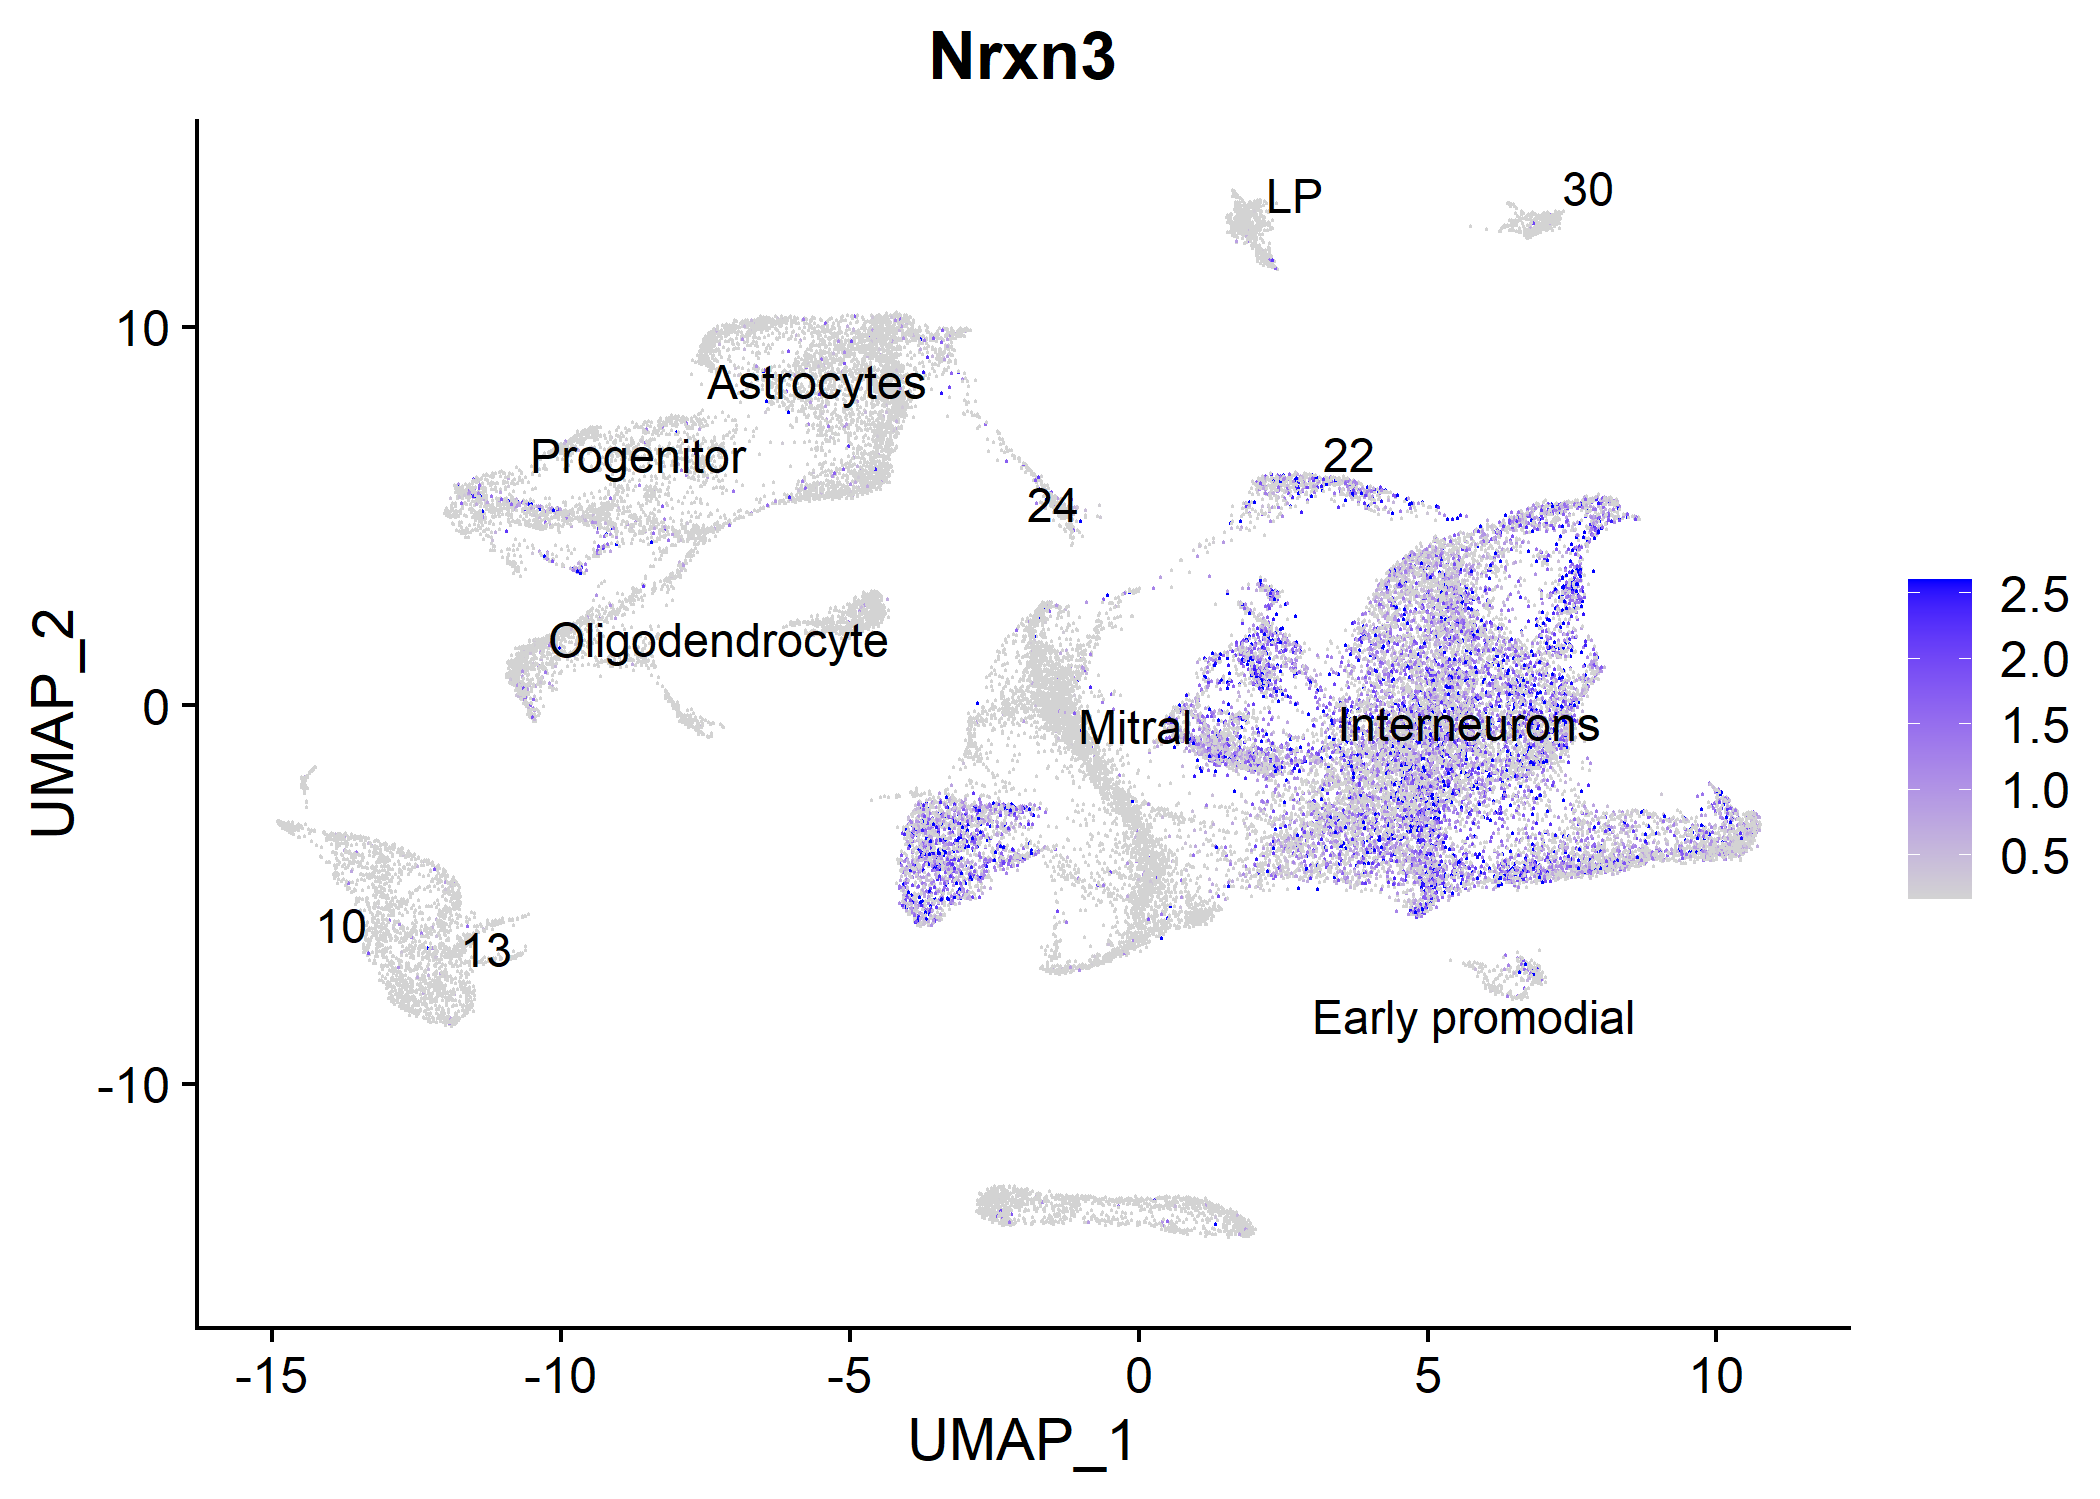 Nrxn3
LP
30
10
Astrocytes
Progenitor
22
24
2.5
Oligodendrocyte
2.0
0
Mitral
Interneurons
1.5
1.0
0.5
10
13
Early promodial
-10
-15
-10
-5
0
5
10
UMAP_1
UMAP_2